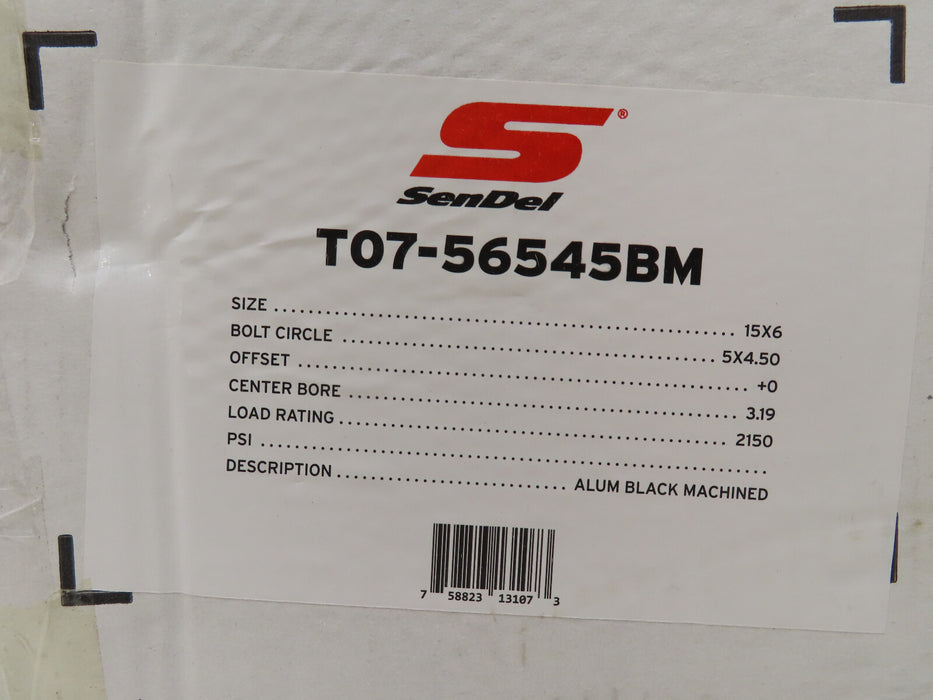 S®
SenDel
T07-56545BM
SIZE ........................................................ 15X6
BOLT CIRCLE ............................................. 5X4.50
OFFSET ...................................................... +0
CENTER BORE ............................................... 3.19
LOAD RATING ............................................... 2150
PSI ..............................................................
DESCRIPTION ............................ ALUM BLACK MACHINED
7 58823 13107 3